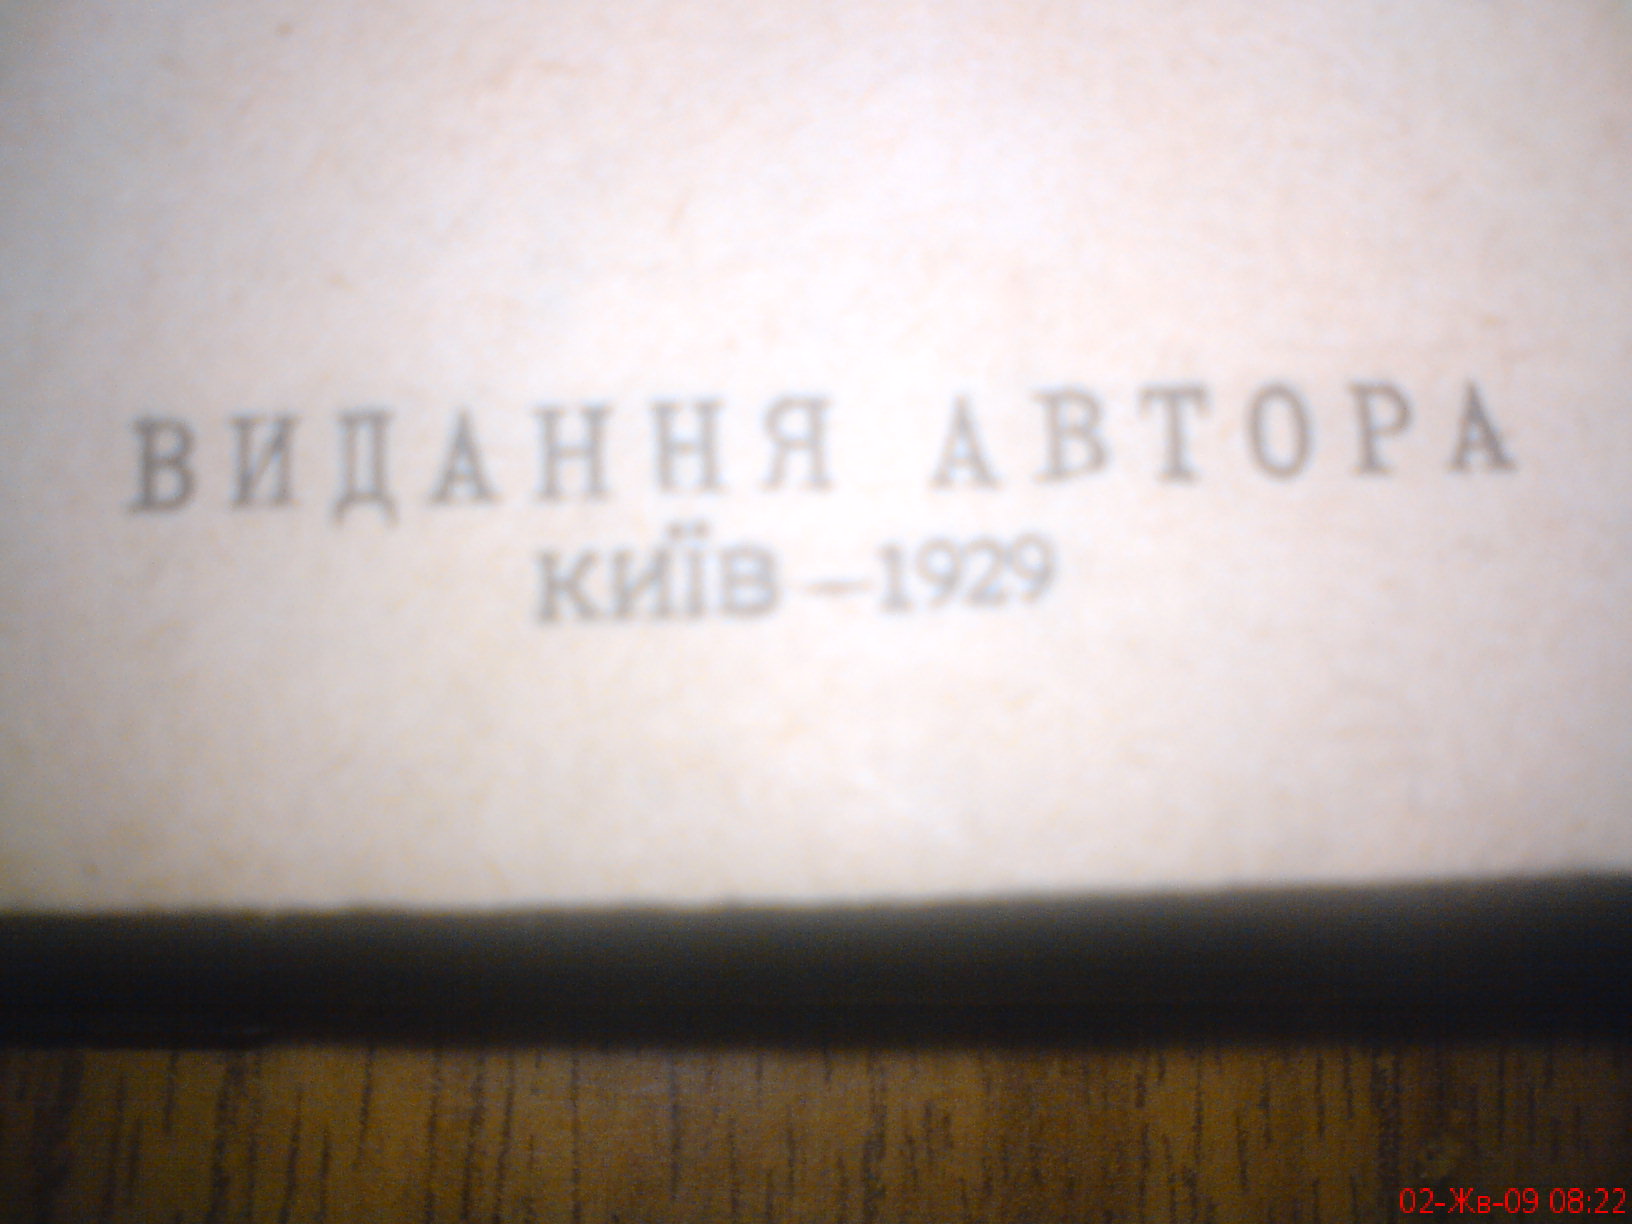 ВИДАННЯ АВТОРА
КИЇВ — 1929
02-Жв-09 08:22